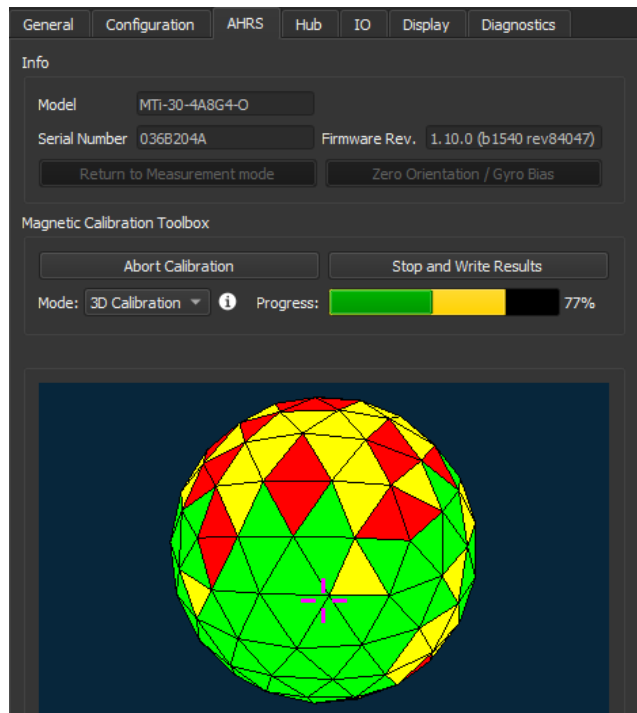 General Configuration AHRS Hub IO Display Diagnostics
Info
Model MTi-30-4A8G4-O
Serial Number 036B204A Firmware Rev. 1.10.0 (b1540 rev84047)
Return to Measurement mode Zero Orientation / Gyro Bias
Magnetic Calibration Toolbox
Abort Calibration Stop and Write Results
Mode: 3D Calibration i Progress: 77%